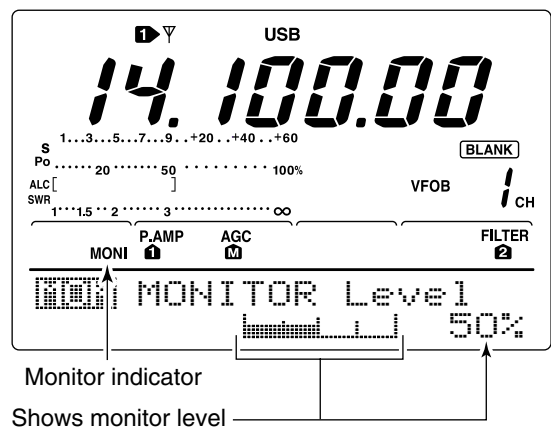 1 USB
14.100.00
S 1...3...5...7...9..+20..+40..+60
Po ...... 20 ...... 50 .......... 100%
BLANK
ALC [ ]
VFOB 1 CH
SWR 1...1.5..2 ..... 3 ............... ∞
MONI P.AMP 1 AGC M FILTER 2
MONITOR Level
50%
Monitor indicator
Shows monitor level